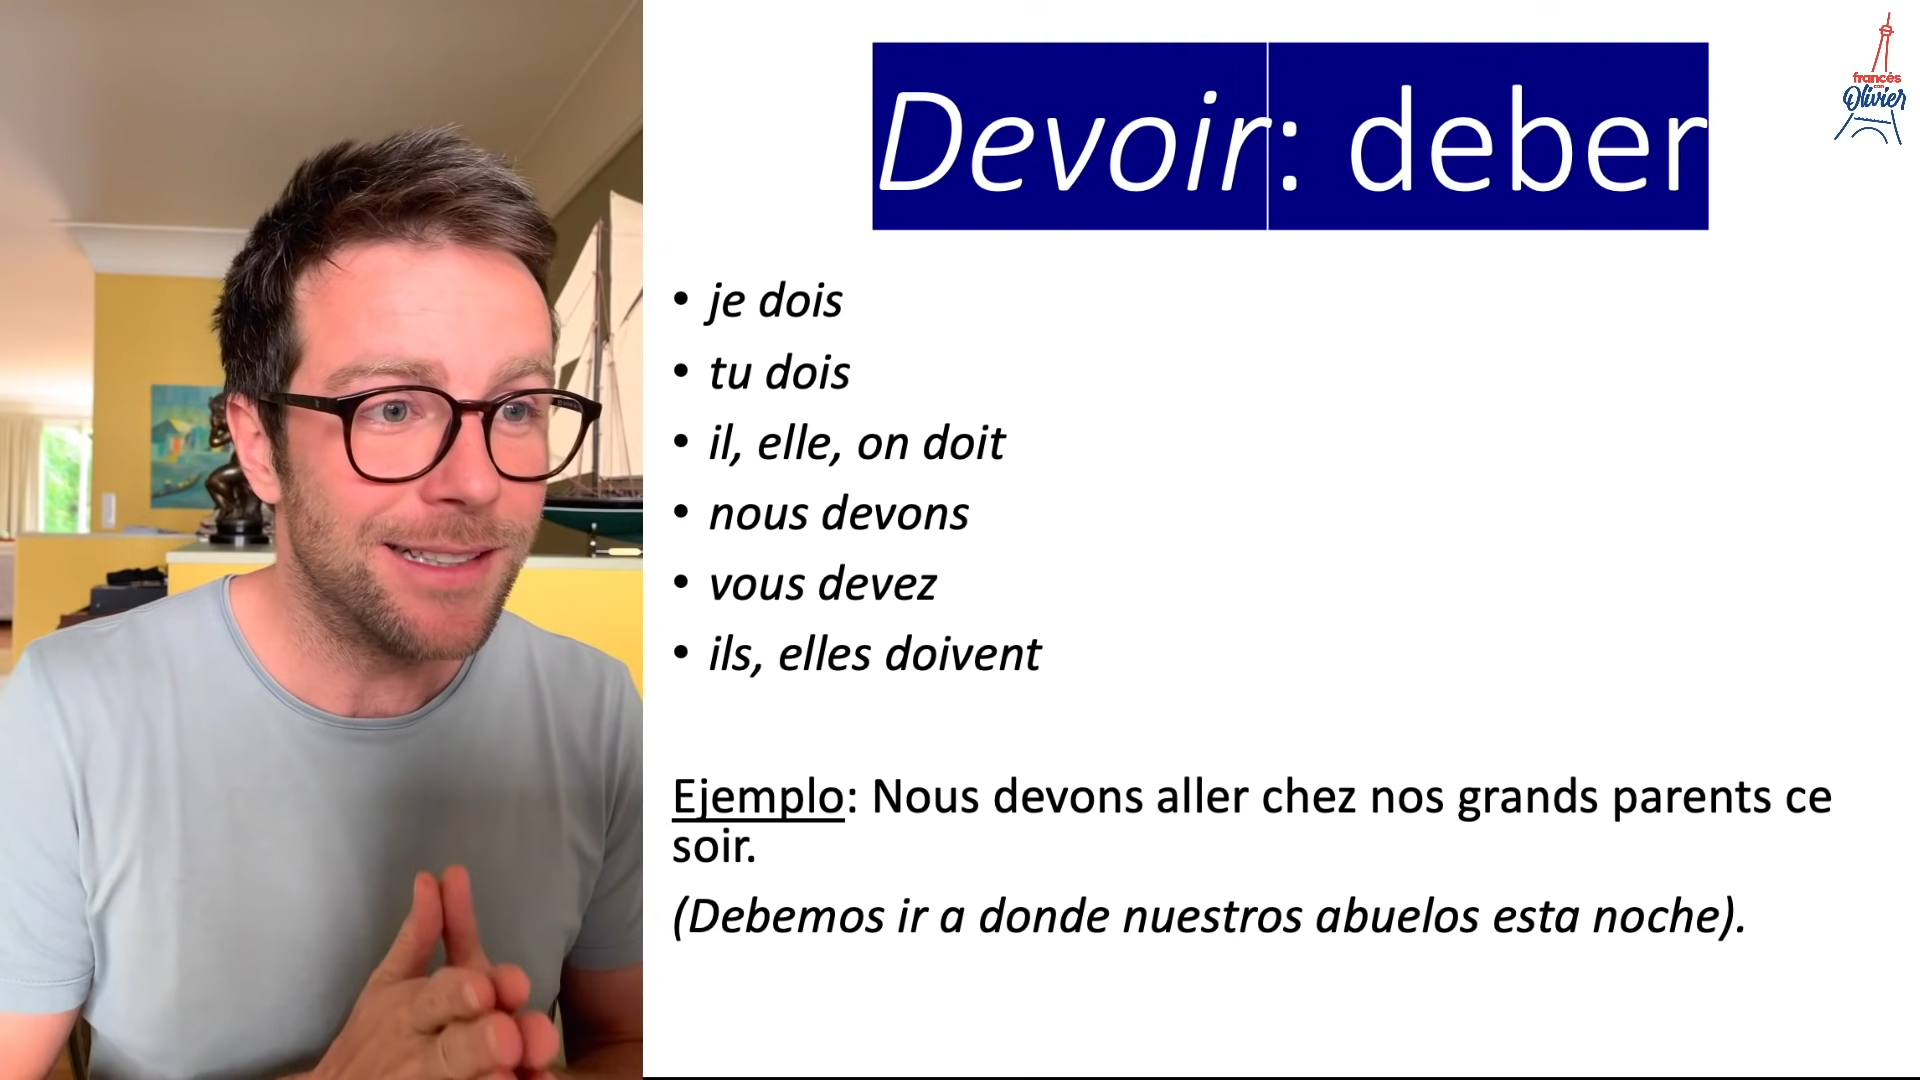 Devoir: deber
francés
con
Olivier
• je dois
• tu dois
• il, elle, on doit
• nous devons
• vous devez
• ils, elles doivent
Ejemplo: Nous devons aller chez nos grands parents ce
soir.
(Debemos ir a donde nuestros abuelos esta noche).